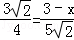 3√2/4 = 3 − x/5√2